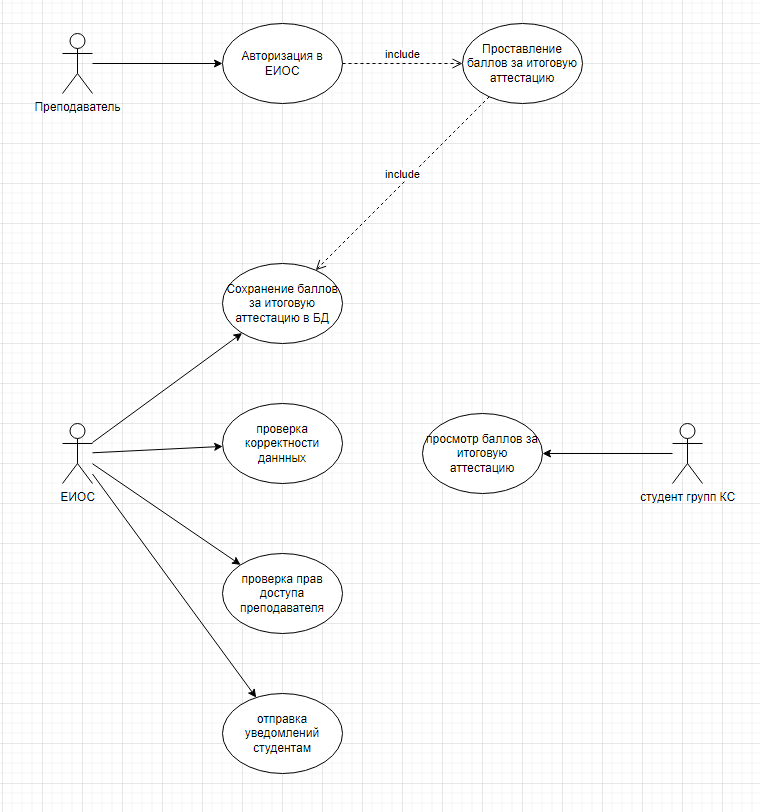 Авторизация в
ЕИОС
include
Проставление
баллов за итоговую
аттестацию
Преподаватель
include
Сохранение баллов
за итоговую
аттестацию в БД
проверка
корректности
даннных
просмотр баллов за
итоговую
аттестацию
ЕИОС
студент групп КС
проверка прав
доступа
преподавателя
отправка
уведомлений
студентам